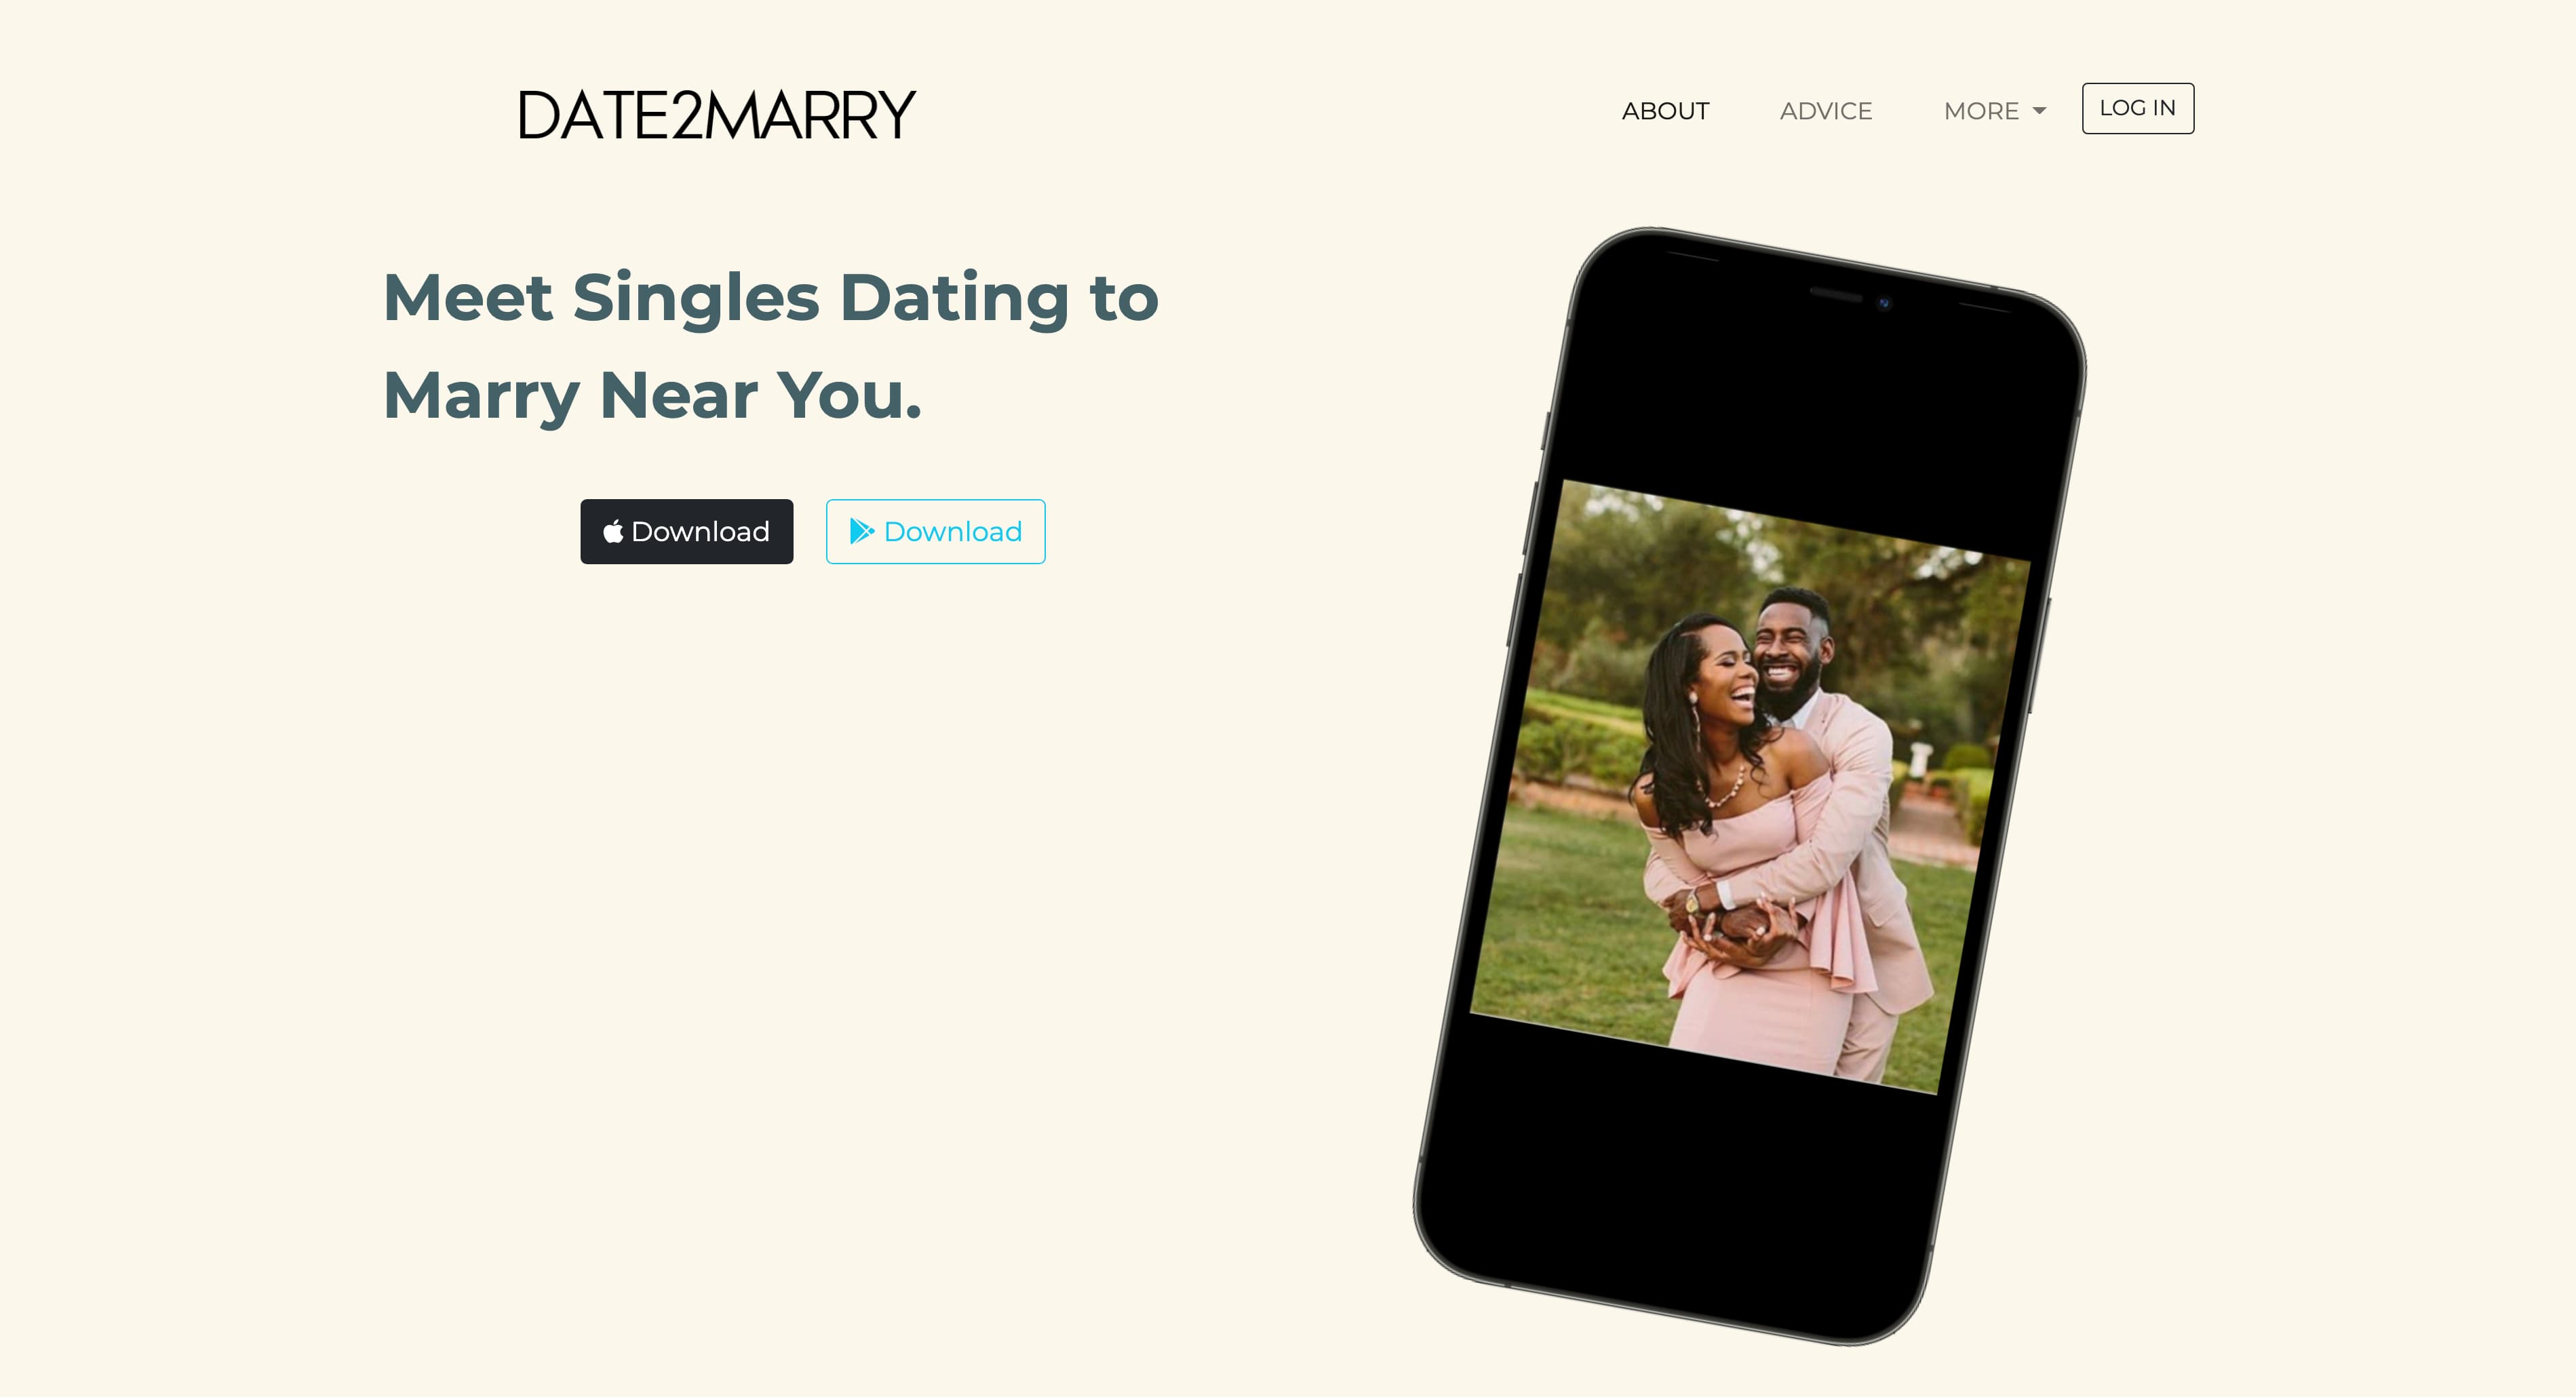 DATE2MARRY
ABOUT
ADVICE
MORE
LOG IN
Meet Singles Dating to
Marry Near You.
Download
Download